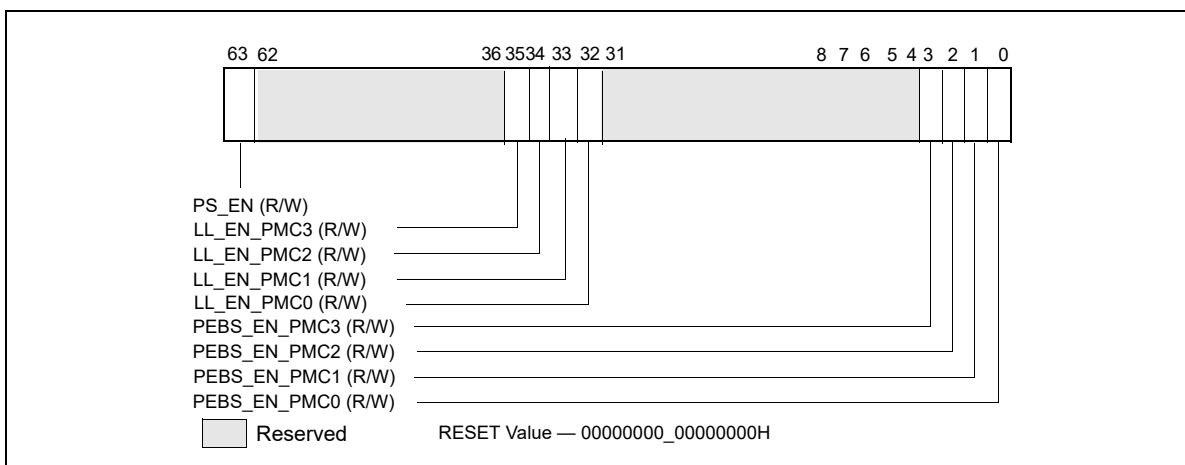 63 62 36 35 34 33 32 31 8 7 6 5 4 3 2 1 0
PS_EN (R/W)
LL_EN_PMC3 (R/W)
LL_EN_PMC2 (R/W)
LL_EN_PMC1 (R/W)
LL_EN_PMC0 (R/W)
PEBS_EN_PMC3 (R/W)
PEBS_EN_PMC2 (R/W)
PEBS_EN_PMC1 (R/W)
PEBS_EN_PMC0 (R/W)
Reserved RESET Value — 00000000_00000000H